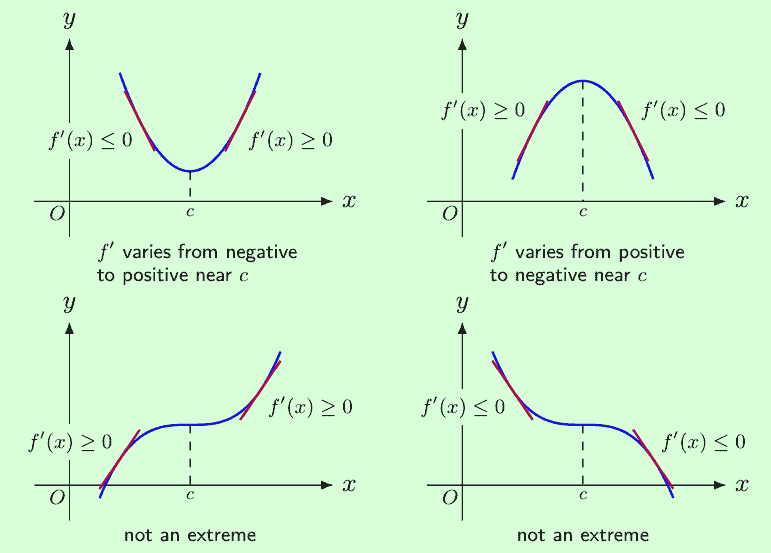 y
f′(x) ≤ 0
f′(x) ≥ 0
O
c
x
f′ varies from negative
to positive near c
y
f′(x) ≥ 0
f′(x) ≤ 0
O
c
x
f′ varies from positive
to negative near c
y
f′(x) ≥ 0
f′(x) ≥ 0
O
c
x
not an extreme
y
f′(x) ≤ 0
f′(x) ≤ 0
O
c
x
not an extreme